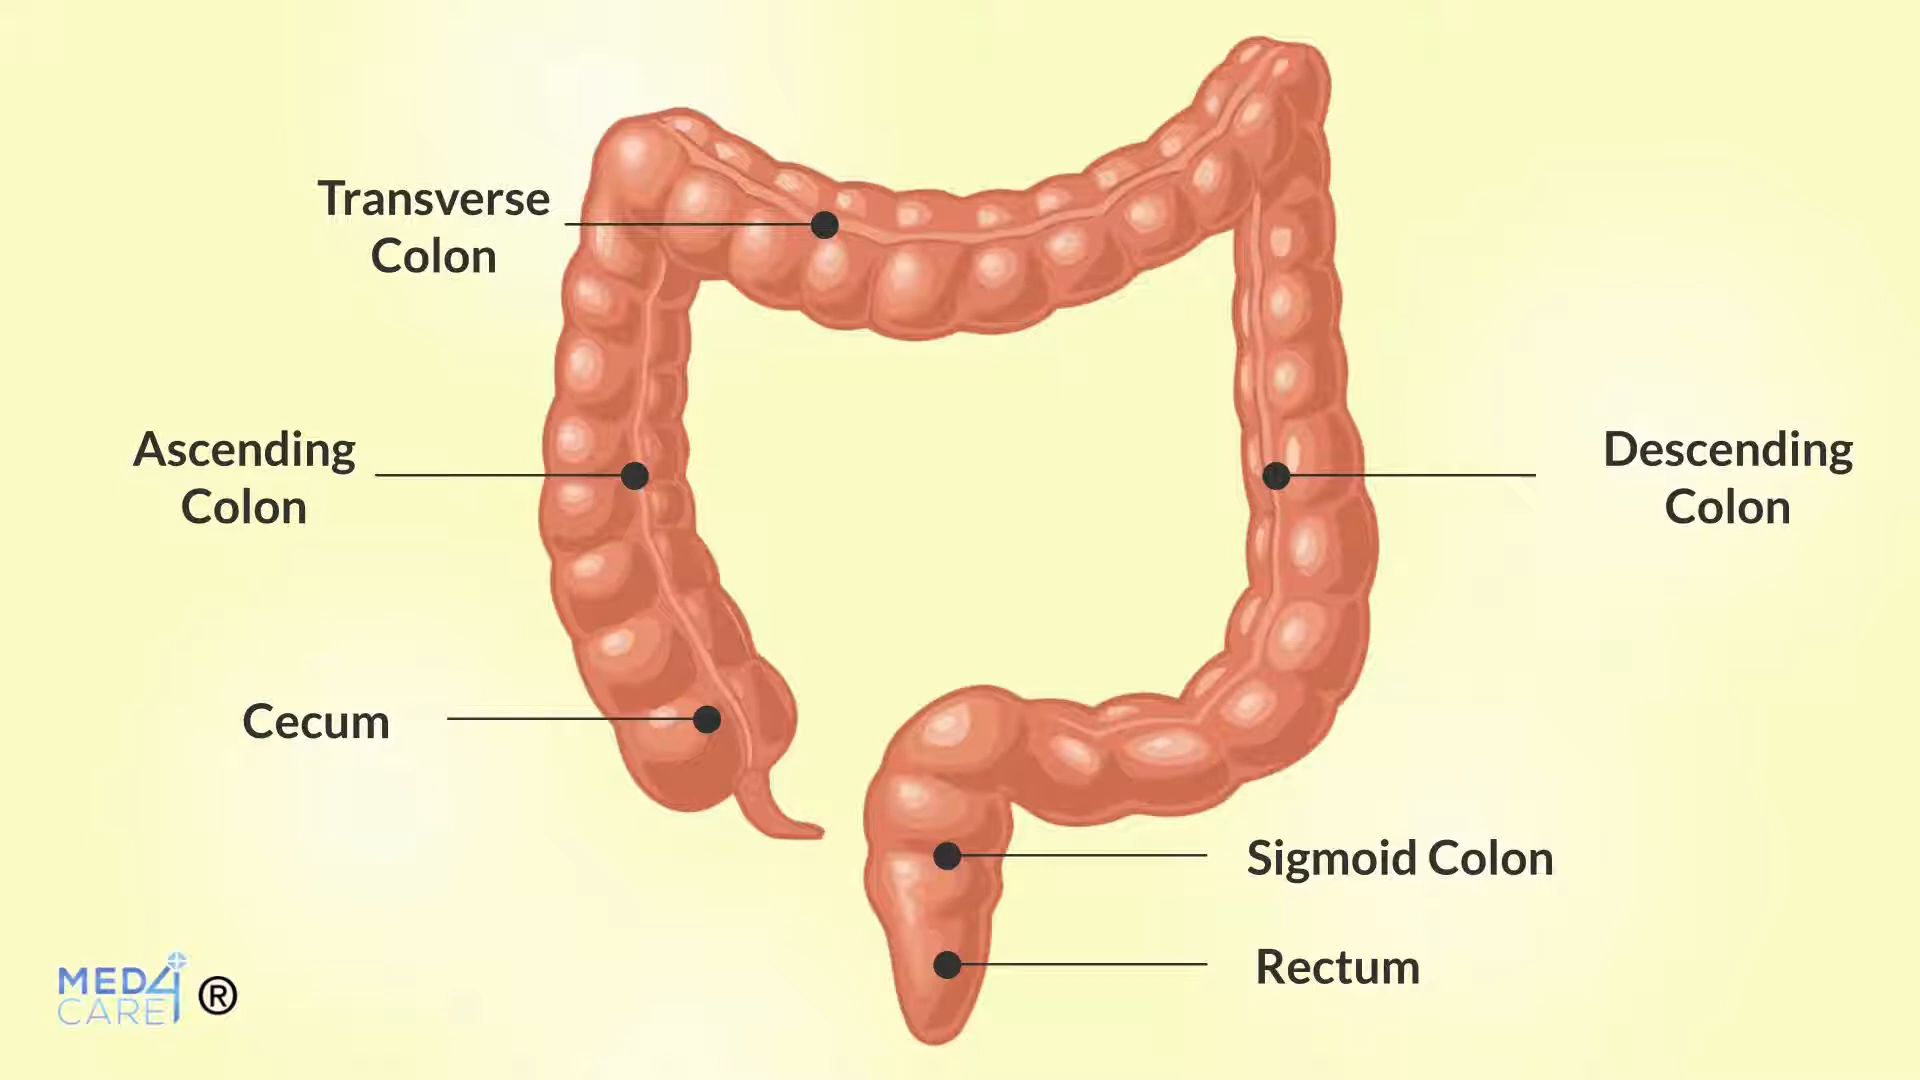 Transverse
Colon
Ascending
Colon
Descending
Colon
Cecum
Sigmoid Colon
Rectum
MED4
CARE ®